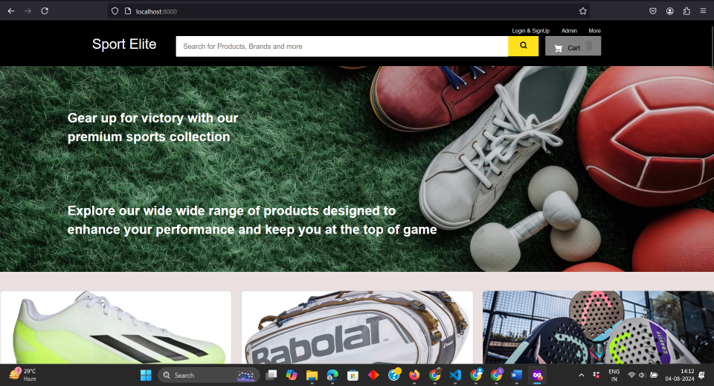 localhost:8000
Login & SignUp Admin More
Sport Elite
Search for Products, Brands and more
Cart
Gear up for victory with our
premium sports collection
Explore our wide wide range of products designed to
enhance your performance and keep you at the top of game
BabolaT
29°C
Haze
Search
ENG
IN
14:12
04-08-2024